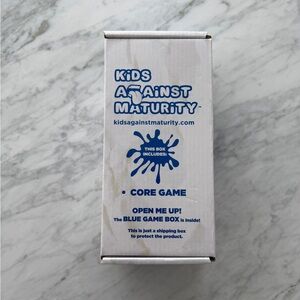 KiDS
AGAiNST
MATURiTY™
kidsagainstmaturity.com
THIS BOX
INCLUDES:
• CORE GAME
OPEN ME UP!
The BLUE GAME BOX is Inside!
This is just a shipping box
to protect the product.